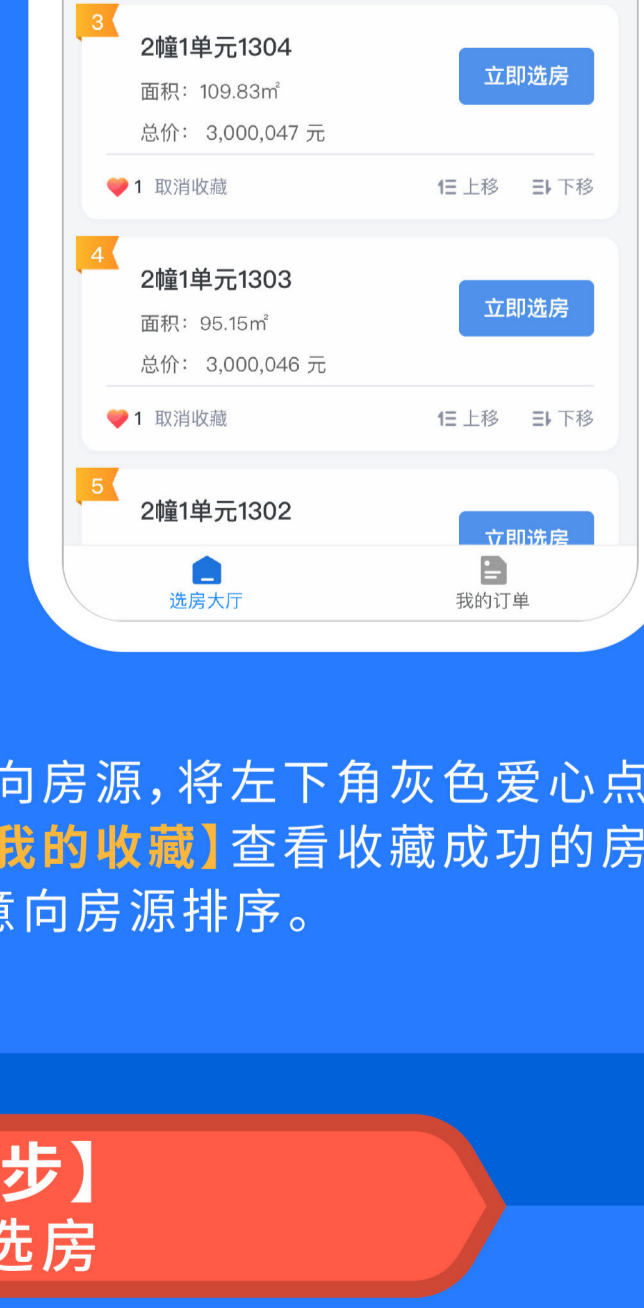 3
2幢1单元1304
面积：109.83㎡
立即选房
总价： 3,000,047 元
1 取消收藏 上移 下移
4
2幢1单元1303
面积：95.15㎡
立即选房
总价： 3,000,046 元
1 取消收藏 上移 下移
5
2幢1单元1302
立即选房
选房大厅 我的订单
向房源，将左下角灰色爱心点
我的收藏】查看收藏成功的房
意向房源排序。
步】
选房